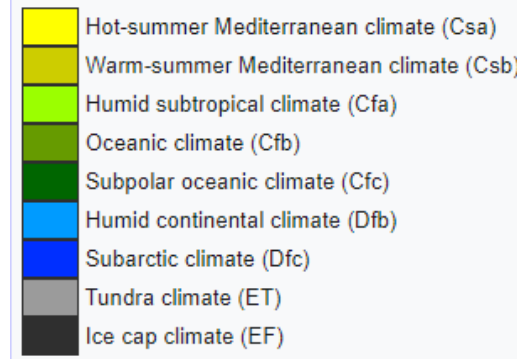 Hot-summer Mediterranean climate (Csa)
Warm-summer Mediterranean climate (Csb)
Humid subtropical climate (Cfa)
Oceanic climate (Cfb)
Subpolar oceanic climate (Cfc)
Humid continental climate (Dfb)
Subarctic climate (Dfc)
Tundra climate (ET)
Ice cap climate (EF)